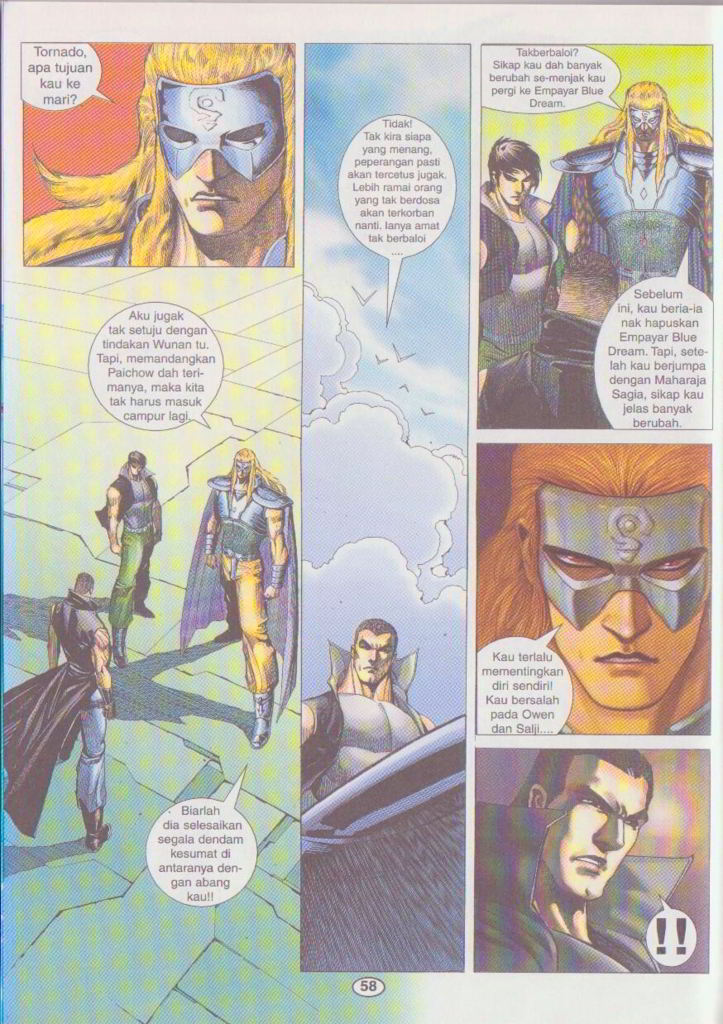 Tornado,
apa tujuan
kau ke
mari?
Aku jugak
tak setuju dengan
tindakan Wunan tu.
Tapi, memandangkan
Paichow dah teri-
manya, maka kita
tak harus masuk
campur lagi.
Biarlah
dia selesaikan
segala dendam
kesumat di
antaranya den-
gan abang
kau!!
Tidak!
Tak kira siapa
yang menang,
peperangan pasti
akan tercetus jugak.
Lebih ramai orang
yang tak berdosa
akan terkorban
nanti. Ianya amat
tak berbaloi
....
Takberbaloi?
Sikap kau dah banyak
berubah se-menjak kau
pergi ke Empayar Blue
Dream.
Sebelum
ini, kau beria-ia
nak hapuskan
Empayar Blue
Dream. Tapi, sete-
lah kau berjumpa
dengan Maharaja
Sagia, sikap kau
jelas banyak
berubah.
Kau terlalu
mementingkan
diri sendiri!
Kau bersalah
pada Owen
dan Salji....
!!
58